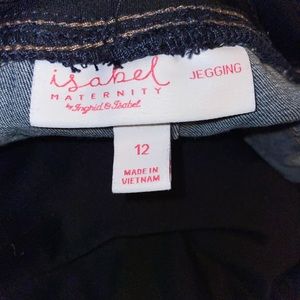 isabel
MATERNITY
by Ingrid & Isabel
JEGGING
12
MADE IN
VIETNAM